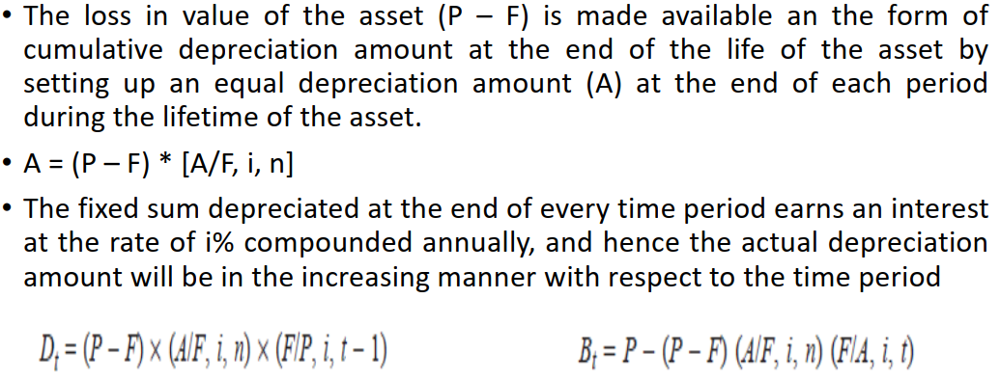 • The loss in value of the asset (P – F) is made available an the form of
cumulative depreciation amount at the end of the life of the asset by
setting up an equal depreciation amount (A) at the end of each period
during the lifetime of the asset.
• A = (P – F) * [A/F, i, n]
• The fixed sum depreciated at the end of every time period earns an interest
at the rate of i% compounded annually, and hence the actual depreciation
amount will be in the increasing manner with respect to the time period
Dₜ = (P – F) × (A/F, i, n) × (F/P, i, t – 1) Bₜ = P – (P – F) (A/F, i, n) (F/A, i, t)